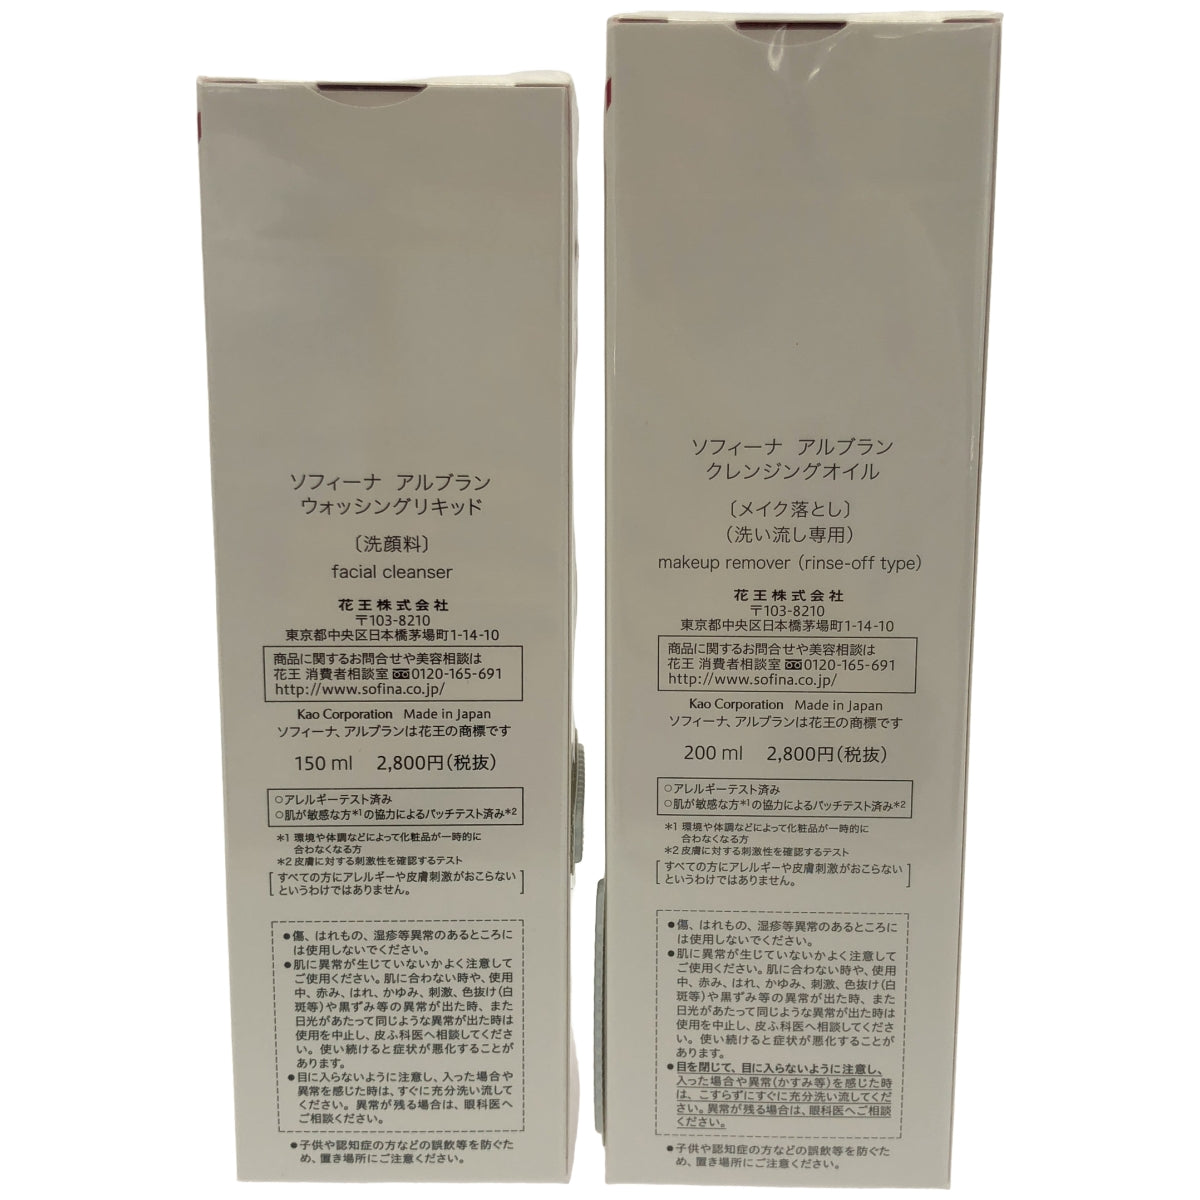 ソフィーナ アルブラン
ウォッシングリキッド
〔洗顔料〕
facial cleanser
花王株式会社
〒103-8210
東京都中央区日本橋茅場町1-14-10
商品に関するお問合せや美容相談は
花王 消費者相談室 0120-165-691
http://www.sofina.co.jp/
Kao Corporation Made in Japan
ソフィーナ、アルブランは花王の商標です
150 ml 2,800円(税抜)
○アレルギーテスト済み
○肌が敏感な方*1の協力によるパッチテスト済み*2
*1 環境や体調などによって化粧品が一時的に
合わなくなる方
*2 皮膚に対する刺激性を確認するテスト
[すべての方にアレルギーや皮膚刺激がおこらない
というわけではありません。]
●傷、はれもの、湿疹等異常のあるところに
は使用しないでください。
●肌に異常が生じていないかよく注意して
ご使用ください。肌に合わない時や、使用
中、赤み、はれ、かゆみ、刺激、色抜け(白
斑等)や黒ずみ等の異常が出た時、また
日光があたって同じような異常が出た時は
使用を中止し、皮ふ科医へ相談してくださ
い。使い続けると症状が悪化することが
あります。
●目に入らないように注意し、入った場合や
異常を感じた時は、すぐに充分洗い流して
ください。異常が残る場合は、眼科医へ
ご相談ください。
●子供や認知症の方などの誤飲等を防ぐた
め、置き場所にご注意ください。
ソフィーナ アルブラン
クレンジングオイル
〔メイク落とし〕
(洗い流し専用)
makeup remover (rinse-off type)
花王株式会社
〒103-8210
東京都中央区日本橋茅場町1-14-10
商品に関するお問合せや美容相談は
花王 消費者相談室 0120-165-691
http://www.sofina.co.jp/
Kao Corporation Made in Japan
ソフィーナ、アルブランは花王の商標です
200 ml 2,800円(税抜)
○アレルギーテスト済み
○肌が敏感な方*1の協力によるパッチテスト済み*2
*1 環境や体調などによって化粧品が一時的に
合わなくなる方
*2 皮膚に対する刺激性を確認するテスト
[すべての方にアレルギーや皮膚刺激がおこらない
というわけではありません。]
●傷、はれもの、湿疹等異常のあるところに
は使用しないでください。
●肌に異常が生じていないかよく注意して
ご使用ください。肌に合わない時や、使用
中、赤み、はれ、かゆみ、刺激、色抜け(白
斑等)や黒ずみ等の異常が出た時、また
日光があたって同じような異常が出た時は
使用を中止し、皮ふ科医へ相談してくださ
い。使い続けると症状が悪化することが
あります。
●目を閉じて、目に入らないように注意し、
入った場合や異常(かすみ等)を感じた時
は、こすらずにすぐに充分洗い流してくだ
さい。異常が残る場合は、眼科医へご相談
ください。
●子供や認知症の方などの誤飲等を防ぐた
め、置き場所にご注意ください。